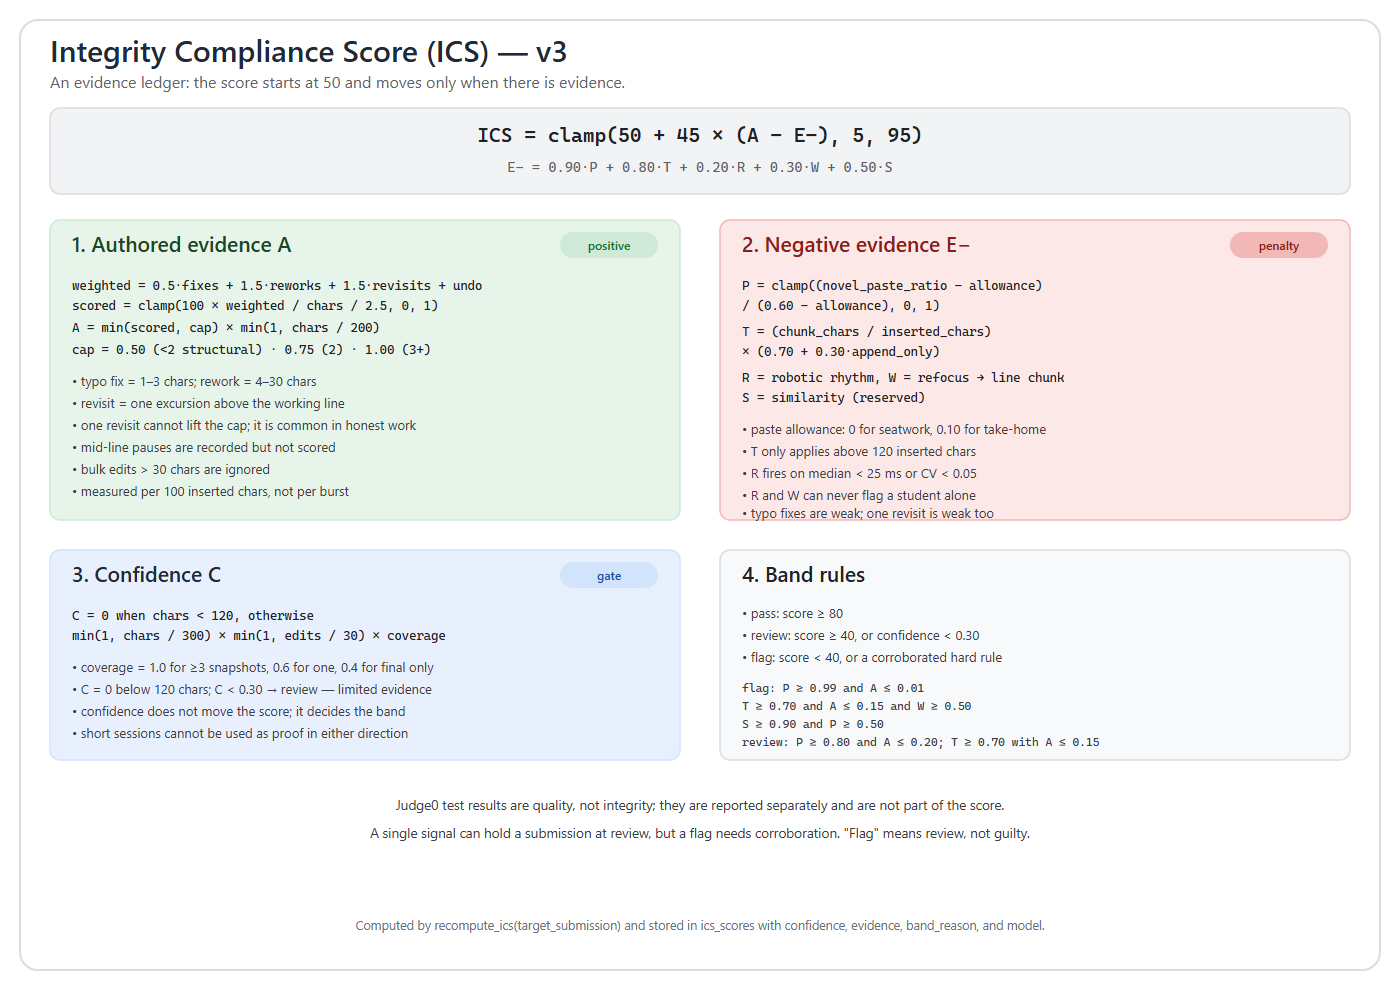 Integrity Compliance Score (ICS) — v3
An evidence ledger: the score starts at 50 and moves only when there is evidence.
ICS = clamp(50 + 45 × (A − E−), 5, 95)
E− = 0.90·P + 0.80·T + 0.20·R + 0.30·W + 0.50·S
1. Authored evidence A
positive
weighted = 0.5·fixes + 1.5·reworks + 1.5·revisits + undo
scored = clamp(100 × weighted / chars / 2.5, 0, 1)
A = min(scored, cap) × min(1, chars / 200)
cap = 0.50 (<2 structural) · 0.75 (2) · 1.00 (3+)
• typo fix = 1–3 chars; rework = 4–30 chars
• revisit = one excursion above the working line
• one revisit cannot lift the cap; it is common in honest work
• mid-line pauses are recorded but not scored
• bulk edits > 30 chars are ignored
• measured per 100 inserted chars, not per burst
2. Negative evidence E−
penalty
P = clamp((novel_paste_ratio − allowance)
/ (0.60 − allowance), 0, 1)
T = (chunk_chars / inserted_chars)
× (0.70 + 0.30·append_only)
R = robotic rhythm, W = refocus → line chunk
S = similarity (reserved)
• paste allowance: 0 for seatwork, 0.10 for take-home
• T only applies above 120 inserted chars
• R fires on median < 25 ms or CV < 0.05
• R and W can never flag a student alone
• typo fixes are weak; one revisit is weak too
3. Confidence C
gate
C = 0 when chars < 120, otherwise
min(1, chars / 300) × min(1, edits / 30) × coverage
• coverage = 1.0 for ≥3 snapshots, 0.6 for one, 0.4 for final only
• C = 0 below 120 chars; C < 0.30 → review — limited evidence
• confidence does not move the score; it decides the band
• short sessions cannot be used as proof in either direction
4. Band rules
• pass: score ≥ 80
• review: score ≥ 40, or confidence < 0.30
• flag: score < 40, or a corroborated hard rule
flag: P ≥ 0.99 and A ≤ 0.01
T ≥ 0.70 and A ≤ 0.15 and W ≥ 0.50
S ≥ 0.90 and P ≥ 0.50
review: P ≥ 0.80 and A ≤ 0.20; T ≥ 0.70 with A ≤ 0.15
Judge0 test results are quality, not integrity; they are reported separately and are not part of the score.
A single signal can hold a submission at review, but a flag needs corroboration. "Flag" means review, not guilty.
Computed by recompute_ics(target_submission) and stored in ics_scores with confidence, evidence, band_reason, and model.